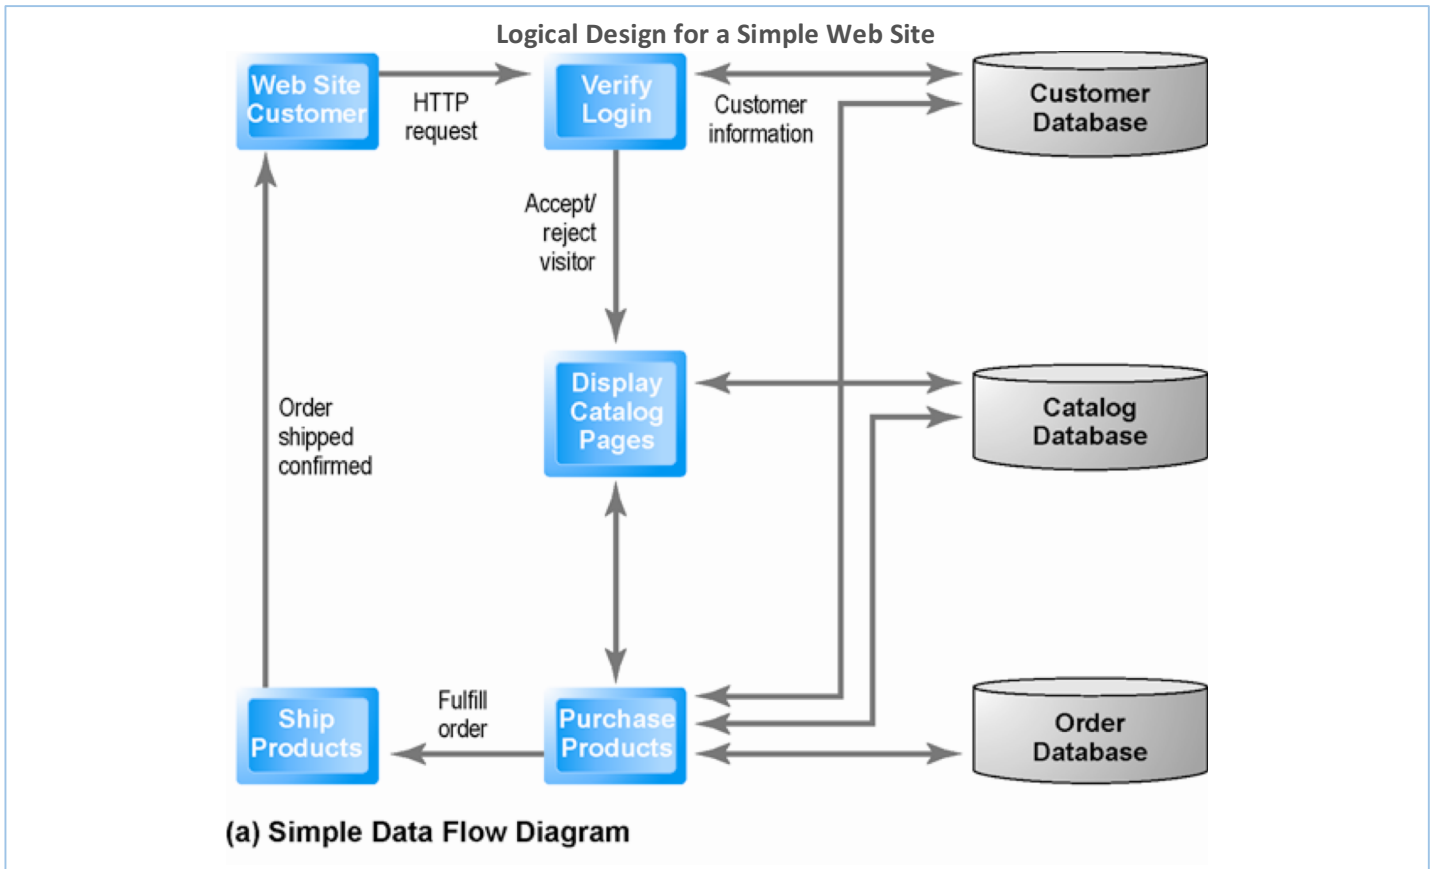 Logical Design for a Simple Web Site
Web Site
Customer
HTTP
request
Verify
Login
Customer
information
Customer
Database
Accept/
reject
visitor
Display
Catalog
Pages
Catalog
Database
Order
shipped
confirmed
Ship
Products
Fulfill
order
Purchase
Products
Order
Database
(a) Simple Data Flow Diagram